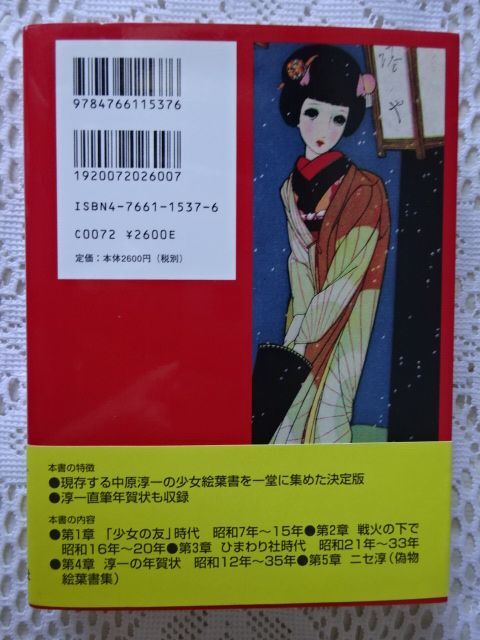 9784766115376
1920072026007
ISBN4-7661-1537-6
C0072 ¥2600E
定価：本体2600円（税別）
や
本書の特徴
●現存する中原淳一の少女絵葉書を一堂に集めた決定版
●淳一直筆年賀状も収録
本書の内容
●第1章 「少女の友」時代 昭和7年～15年●第2章 戦火の下で
昭和16年～20年●第3章 ひまわり社時代 昭和21年～33年
●第4章 淳一の年賀状 昭和12年～35年●第5章 ニセ淳（偽物
絵葉書集）